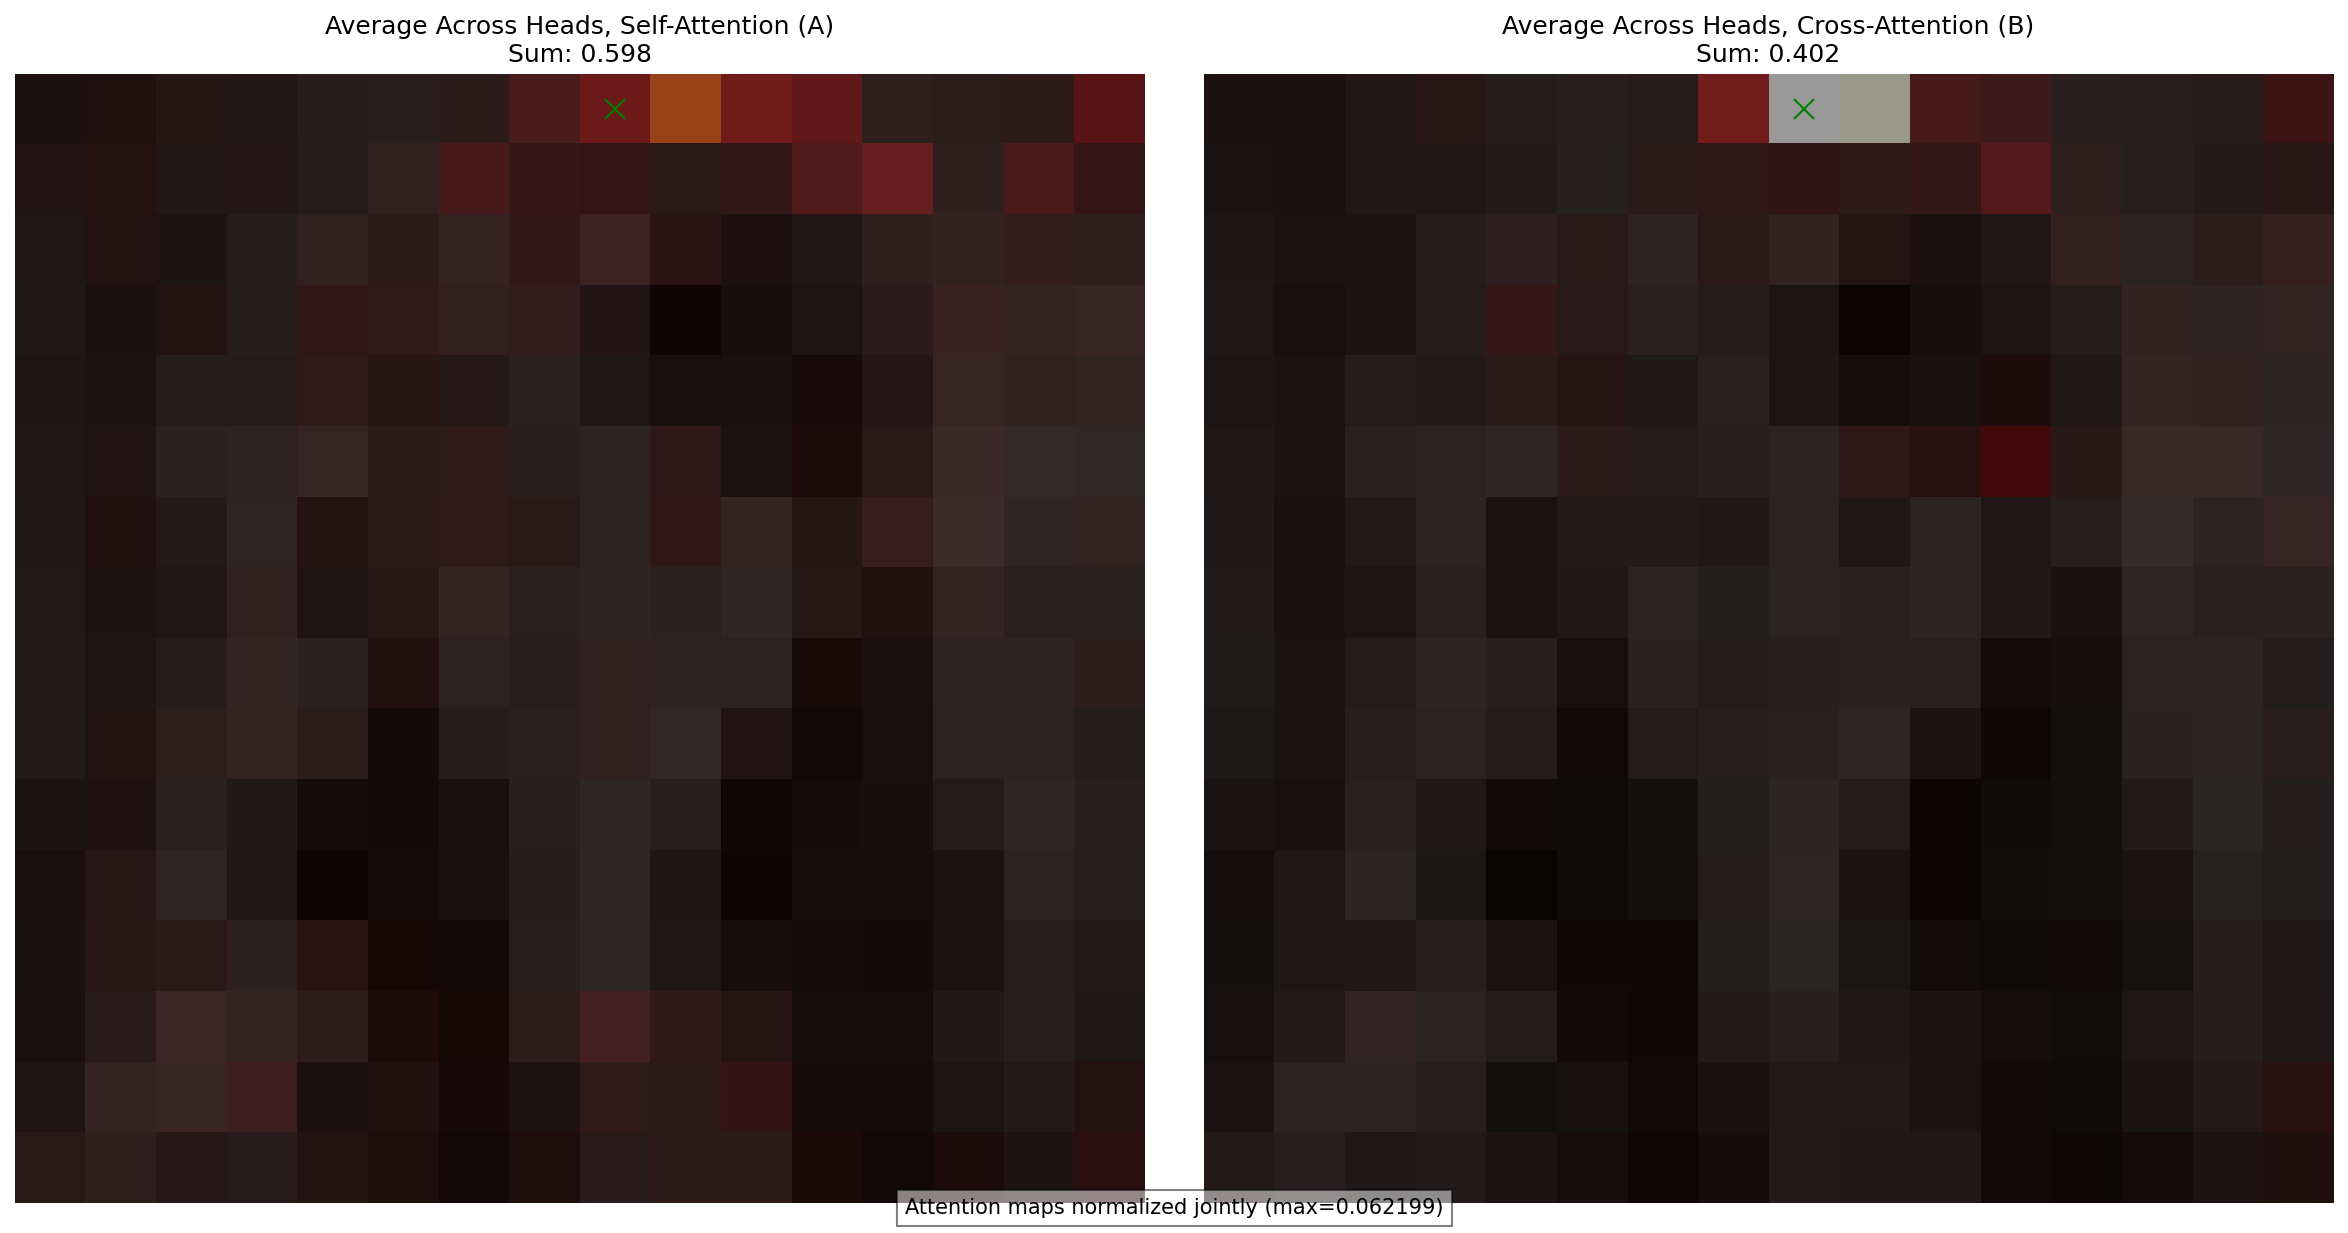 Average Across Heads, Self-Attention (A)
Sum: 0.598
Average Across Heads, Cross-Attention (B)
Sum: 0.402
Attention maps normalized jointly (max=0.062199)